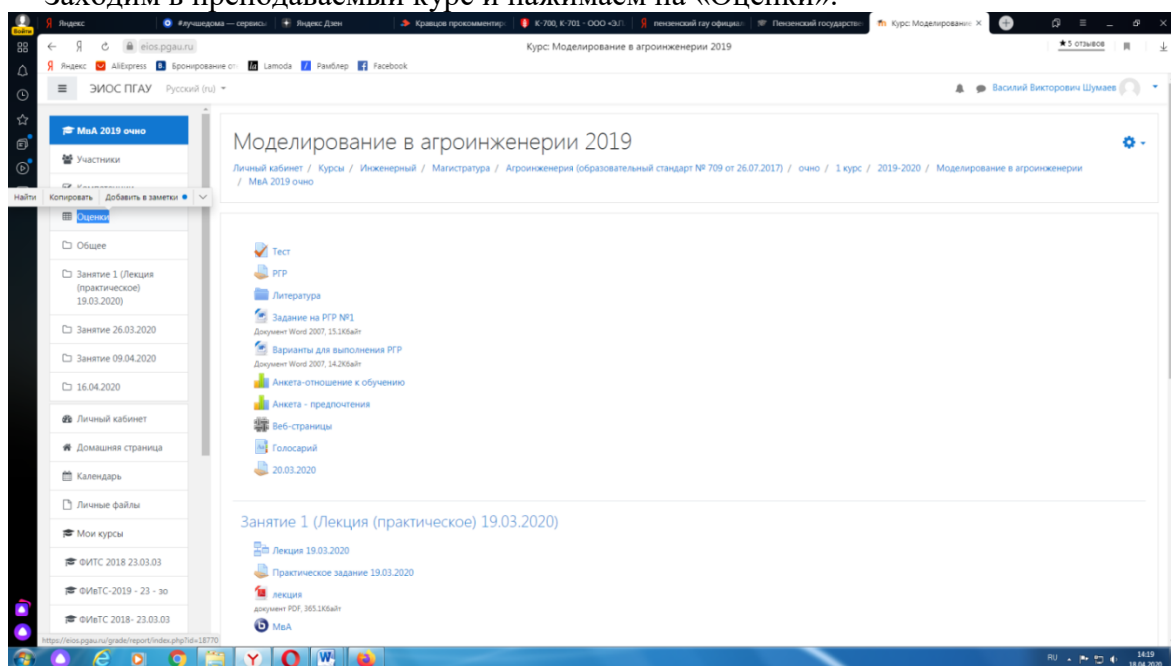 Заходим в преподаваемый курс и нажимаем на «Оценки».
Войти
Яндекс
#лучшедома — сервисы
Яндекс Дзен
Кравцов прокомментир
К-700, К-701 - ООО «ЗЛ
пензенский гау официал
Пензенский государстве
Курс: Моделирование
eios.pgau.ru
Курс: Моделирование в агроинженерии 2019
★5 отзывов
Яндекс
AliExpress
Бронирование от
Lamoda
Рамблер
Facebook
ЭИОС ПГАУ Русский (ru)
Василий Викторович Шумаев
МвА 2019 очно
Участники
Компетенции
Найти Копировать Добавить в заметки
Оценки
Общее
Занятие 1 (Лекция
(практическое)
19.03.2020)
Занятие 26.03.2020
Занятие 09.04.2020
16.04.2020
Личный кабинет
Домашняя страница
Календарь
Личные файлы
Мои курсы
ФИТС 2018 23.03.03
ФИвТС-2019 - 23 - зо
ФИвТС 2018- 23.03.03
https://eios.pgau.ru/grade/report/index.php?id=18770
Моделирование в агроинженерии 2019
Личный кабинет / Курсы / Инженерный / Магистратура / Агроинженерия (образовательный стандарт № 709 от 26.07.2017) / очно / 1 курс / 2019-2020 / Моделирование в агроинженерии
/ МвА 2019 очно
Тест
РГР
Литература
Задание на РГР №1
Документ Word 2007, 15.1Кбайт
Варианты для выполнения РГР
Документ Word 2007, 14.2Кбайт
Анкета-отношение к обучению
Анкета - предпочтения
Веб-страницы
Голосарий
20.03.2020
Занятие 1 (Лекция (практическое) 19.03.2020)
Лекция 19.03.2020
Практическое задание 19.03.2020
лекция
документ PDF, 365.1Кбайт
МвА
RU
14:19
18.04.2020